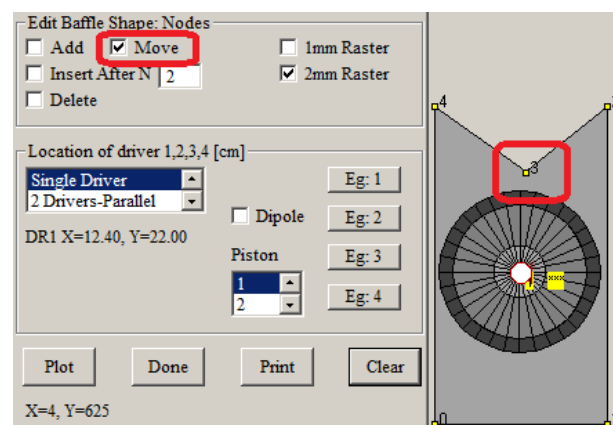 Edit Baffle Shape: Nodes
Add Move 1mm Raster
Insert After N 2 2mm Raster
Delete
Location of driver 1,2,3,4 [cm]
Single Driver Eg: 1
2 Drivers-Parallel Dipole Eg: 2
DR1 X=12.40, Y=22.00
Piston Eg: 3
1
2 Eg: 4
Plot Done Print Clear
X=4, Y=625
4
3
1 xxx
0